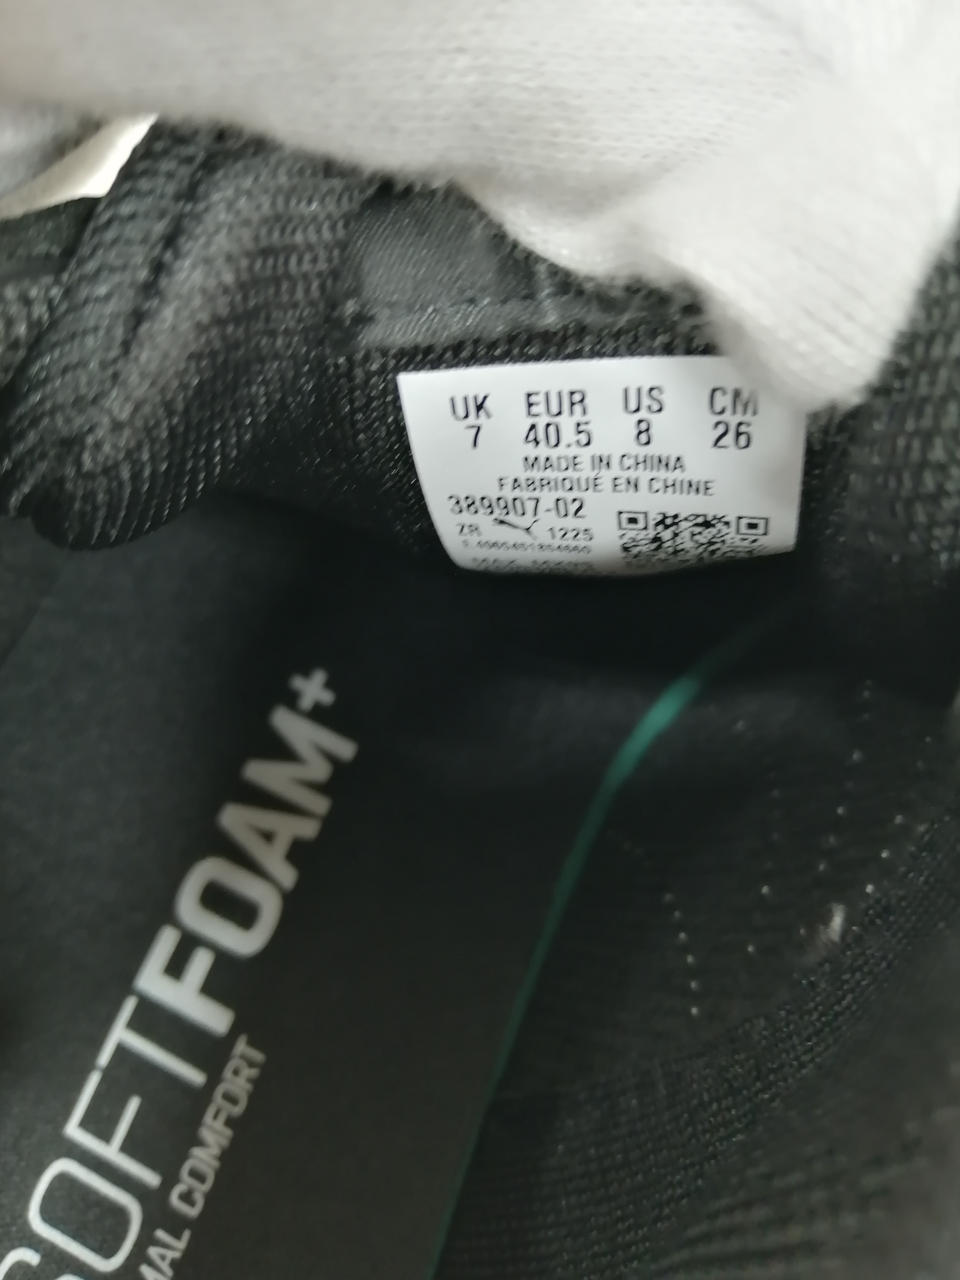 UK EUR US CM
7 40.5 8 26
MADE IN CHINA
FABRIQUÉ EN CHINE
389907-02
ZR 1225
SOFTFOAM+
MAL COMFORT